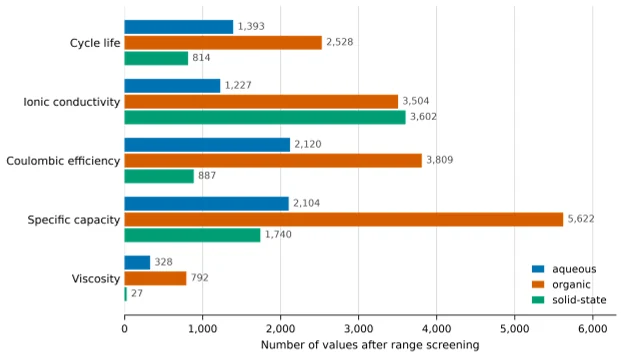 Cycle life
1,393
2,528
814
Ionic conductivity
1,227
3,504
3,602
Coulombic efficiency
2,120
3,809
887
Specific capacity
2,104
5,622
1,740
Viscosity
328
792
27
aqueous
organic
solid-state
0 1,000 2,000 3,000 4,000 5,000 6,000
Number of values after range screening